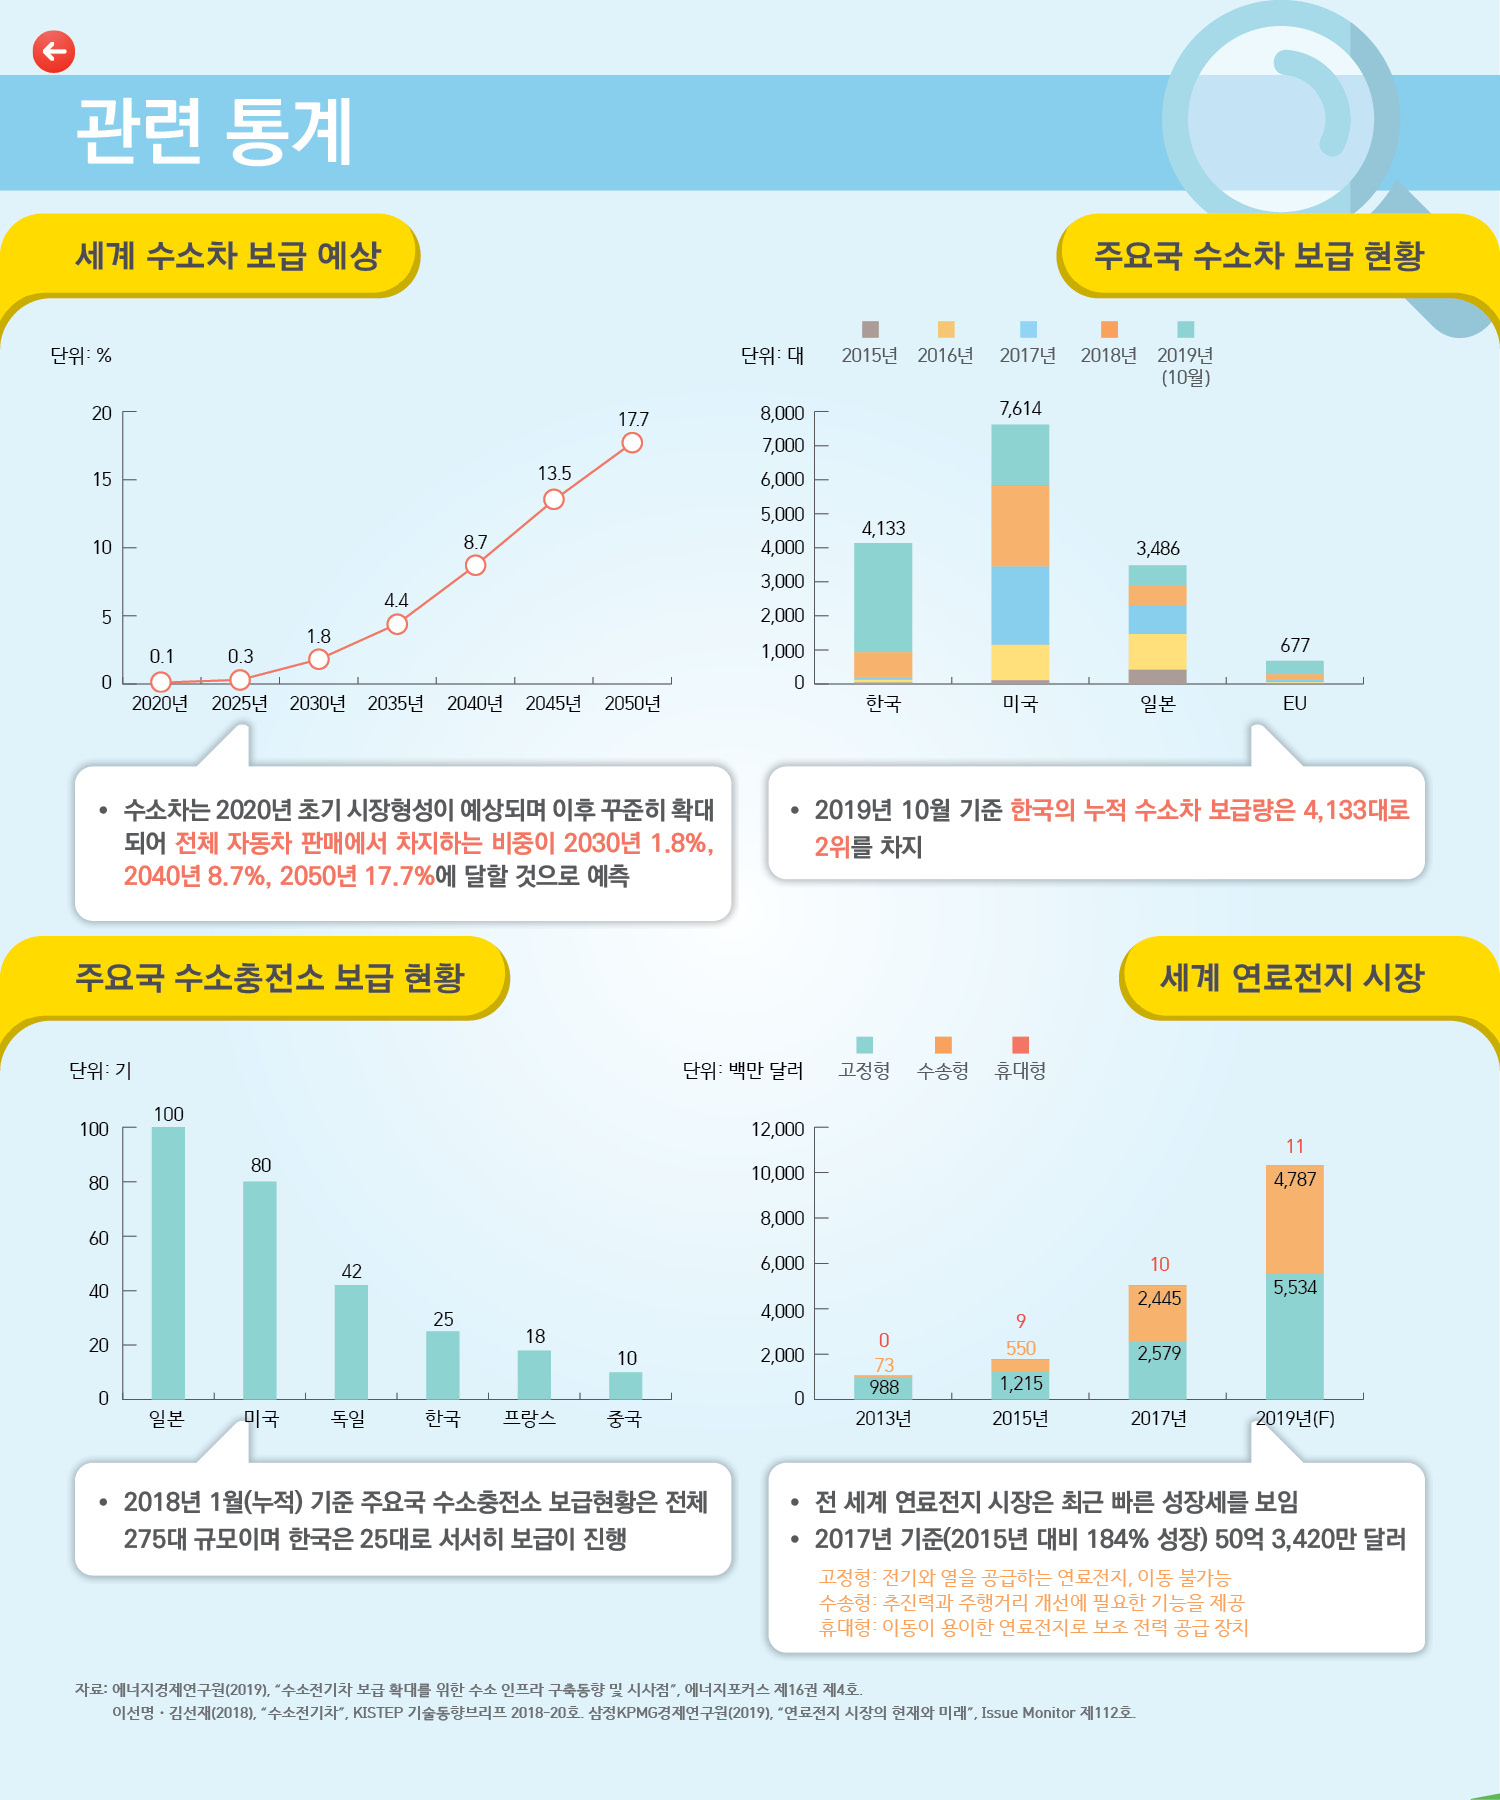 관련 통계
세계 수소차 보급 예상
단위: %
20
15
10
5
0
0.1
0.3
1.8
4.4
8.7
13.5
17.7
2020년
2025년
2030년
2035년
2040년
2045년
2050년
• 수소차는 2020년 초기 시장형성이 예상되며 이후 꾸준히 확대
되어 전체 자동차 판매에서 차지하는 비중이 2030년 1.8%,
2040년 8.7%, 2050년 17.7%에 달할 것으로 예측
주요국 수소차 보급 현황
단위: 대
2015년
2016년
2017년
2018년
2019년
(10월)
8,000
7,000
6,000
5,000
4,000
3,000
2,000
1,000
0
4,133
7,614
3,486
677
한국
미국
일본
EU
• 2019년 10월 기준 한국의 누적 수소차 보급량은 4,133대로
2위를 차지
주요국 수소충전소 보급 현황
단위: 기
100
80
60
40
20
0
100
80
42
25
18
10
일본
미국
독일
한국
프랑스
중국
• 2018년 1월(누적) 기준 주요국 수소충전소 보급현황은 전체
275대 규모이며 한국은 25대로 서서히 보급이 진행
세계 연료전지 시장
단위: 백만 달러
고정형
수송형
휴대형
12,000
10,000
8,000
6,000
4,000
2,000
0
0
73
988
9
550
1,215
10
2,445
2,579
11
4,787
5,534
2013년
2015년
2017년
2019년(F)
• 전 세계 연료전지 시장은 최근 빠른 성장세를 보임
• 2017년 기준(2015년 대비 184% 성장) 50억 3,420만 달러
고정형: 전기와 열을 공급하는 연료전지, 이동 불가능
수송형: 추진력과 주행거리 개선에 필요한 기능을 제공
휴대형: 이동이 용이한 연료전지로 보조 전력 공급 장치
자료: 에너지경제연구원(2019), “수소전기차 보급 확대를 위한 수소 인프라 구축동향 및 시사점”, 에너지포커스 제16권 제4호.
이선명·김선재(2018), “수소전기차”, KISTEP 기술동향브리프 2018-20호. 삼정KPMG경제연구원(2019), “연료전지 시장의 현재와 미래”, Issue Monitor 제112호.